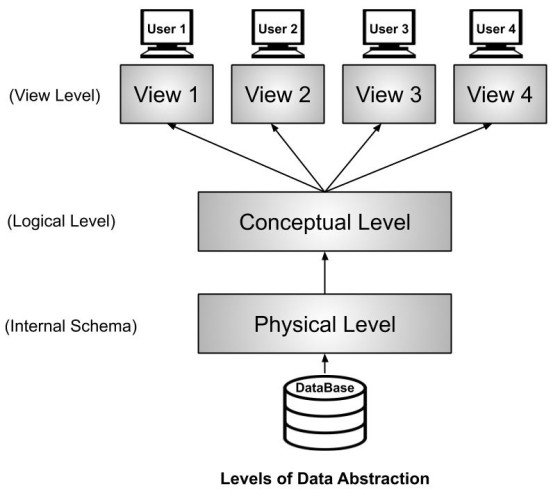 User 1
User 2
User 3
User 4
(View Level)
View 1
View 2
View 3
View 4
(Logical Level)
Conceptual Level
(Internal Schema)
Physical Level
DataBase
Levels of Data Abstraction